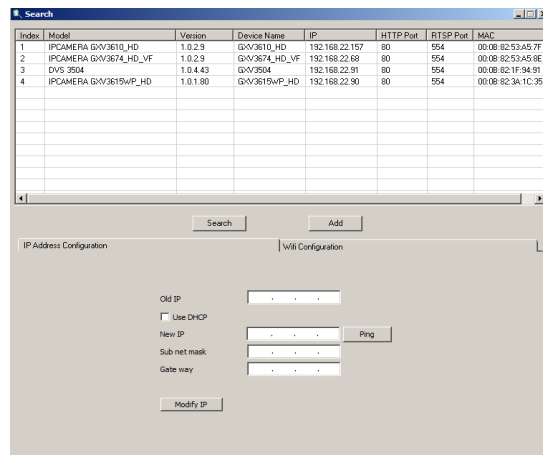 Search
Index Model Version Device Name IP HTTP Port RTSP Port MAC
1 IPCAMERA GXV3610_HD 1.0.2.9 GXV3610_HD 192.168.22.157 80 554 00:0B:82:53:A5:7F
2 IPCAMERA GXV3674_HD_VF 1.0.2.9 GXV3674_HD_VF 192.168.22.68 80 554 00:0B:82:53:A5:8E
3 DVS 3504 1.0.4.43 GXV3504 192.168.22.91 80 554 00:0B:82:1F:94:91
4 IPCAMERA GXV3615WP_HD 1.0.1.80 GXV3615WP_HD 192.168.22.90 80 554 00:0B:82:3A:1C:35
Search Add
IP Address Configuration Wifi Configuration
Old IP . . .
Use DHCP
New IP . . . Ping
Sub net mask . . .
Gate way . . .
Modify IP